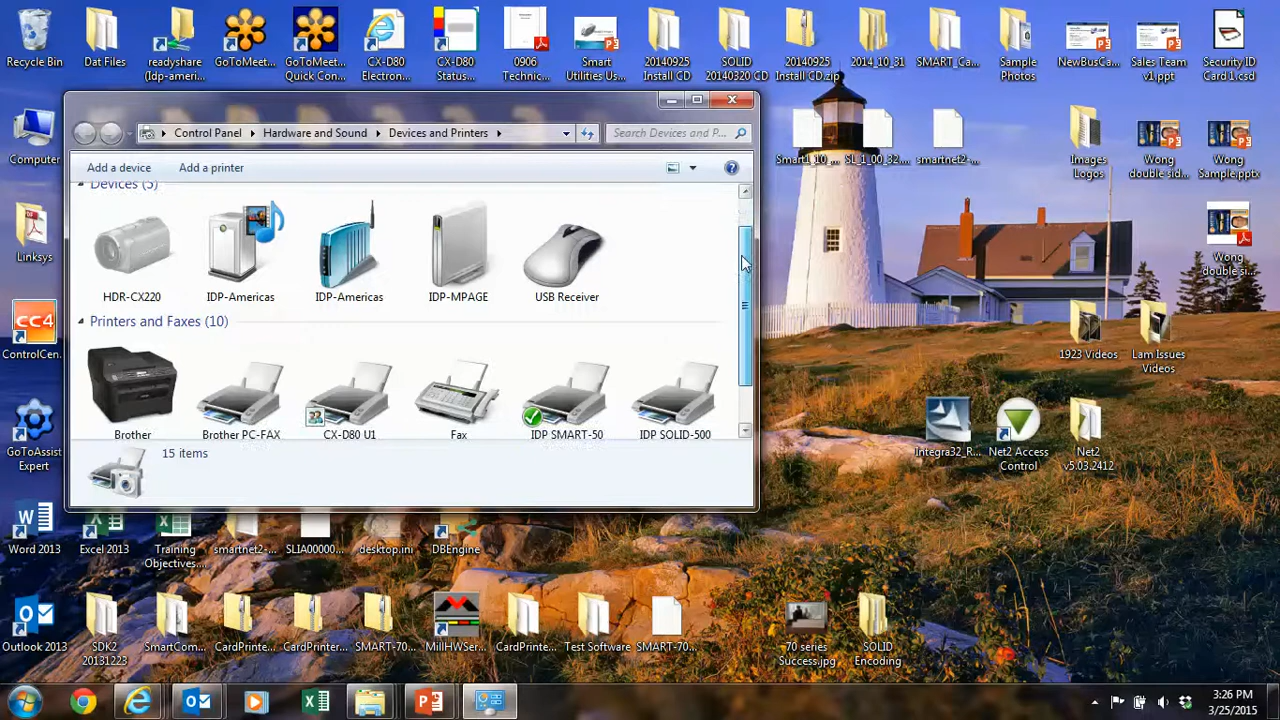 Recycle Bin
Dat Files
readyshare
(Idp-ameri...
GoToMeet...
GoToMeet...
Quick Con...
CX-D80
Electron...
CX-D80
Status...
0906
Technic...
Smart
Utilities Us...
20140925
Install CD
SOLID
20140320 CD
20140925
Install CD.zip
2014_10_31
SMART_Ca...
Sample
Photos
NewBusCa...
Sales Team
v1.ppt
Security ID
Card 1.csd
Computer
Control Panel
Hardware and Sound
Devices and Printers
Search Devices and P...
Smart1_10_...
SL_1_00_32....
smartnet2-...
Images
Logos
Wong
double sid...
Wong
Sample.pptx
Add a device
Add a printer
Devices (5)
HDR-CX220
IDP-Americas
IDP-Americas
IDP-MPAGE
USB Receiver
Linksys
Wong
double si...
Printers and Faxes (10)
CC4
ControlCen...
1923 Videos
Lam Issues
Videos
Brother
Brother PC-FAX
CX-D80 U1
Fax
IDP SMART-50
IDP SOLID-500
15 items
GoToAssist
Expert
Integra32_R...
Net2 Access
Control
Net2
v5.03.2412
Word 2013
Excel 2013
Training
Objectives....
smartnet2-...
SLIA00000...
desktop.ini
DBEngine
Outlook 2013
SDK2
20131223
SmartCom...
CardPrinte...
CardPrinte...
SMART-70...
MillHWSer...
CardPrinte...
Test Software
SMART-70...
70 series
Success.jpg
SOLID
Encoding
3:26 PM
3/25/2015